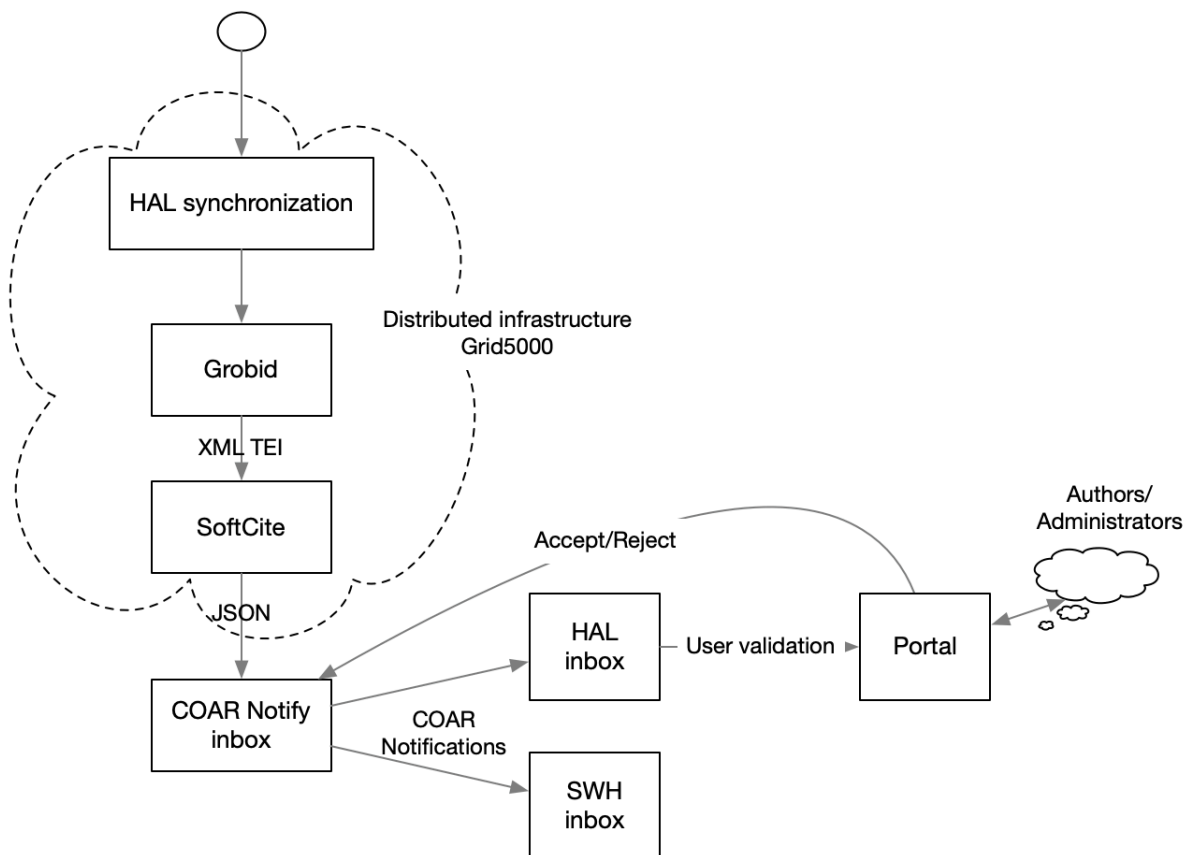 HAL synchronization
Distributed infrastructure
Grid5000
Grobid
XML TEI
SoftCite
Authors/
Administrators
Accept/Reject
JSON
HAL
inbox
User validation
Portal
COAR Notify
inbox
COAR
Notifications
SWH
inbox